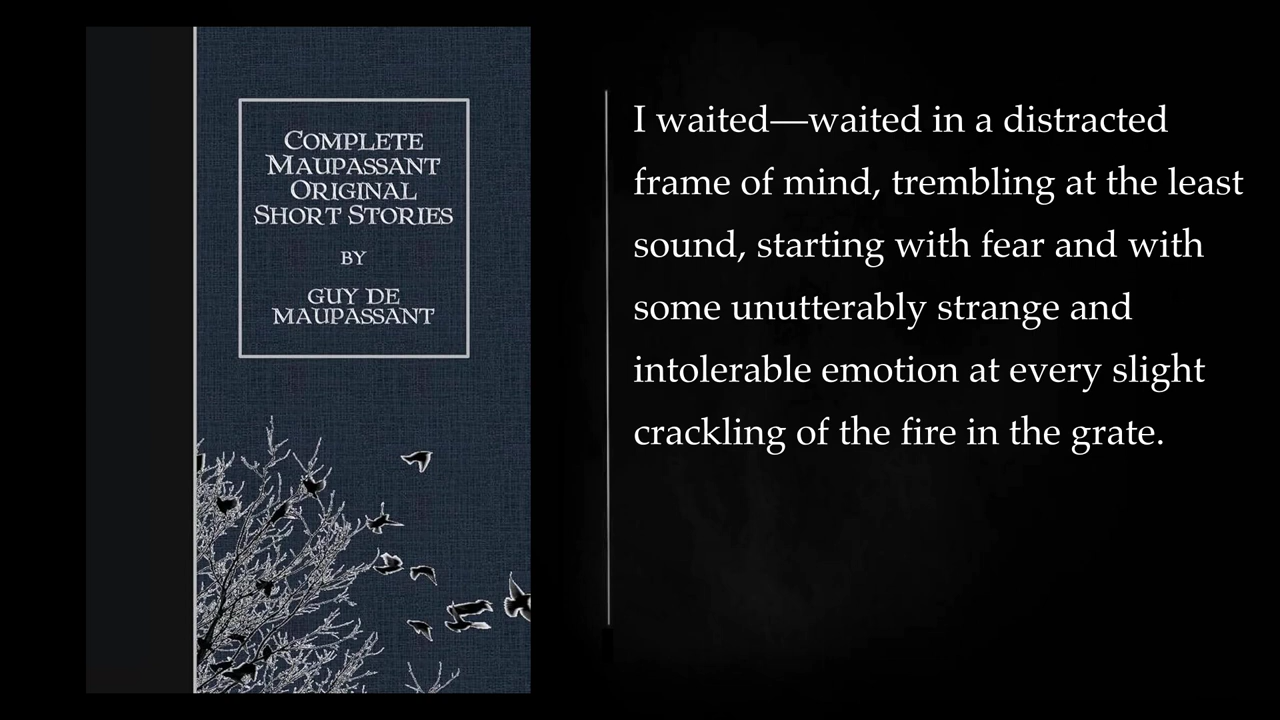 COMPLETE
MAUPASSANT
ORIGINAL
SHORT STORIES
BY
GUY DE
MAUPASSANT
I waited—waited in a distracted
frame of mind, trembling at the least
sound, starting with fear and with
some unutterably strange and
intolerable emotion at every slight
crackling of the fire in the grate.